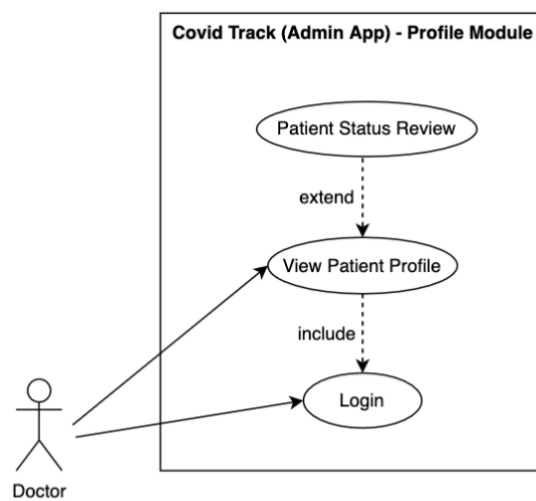 Covid Track (Admin App) - Profile Module
Patient Status Review
extend
View Patient Profile
include
Login
Doctor